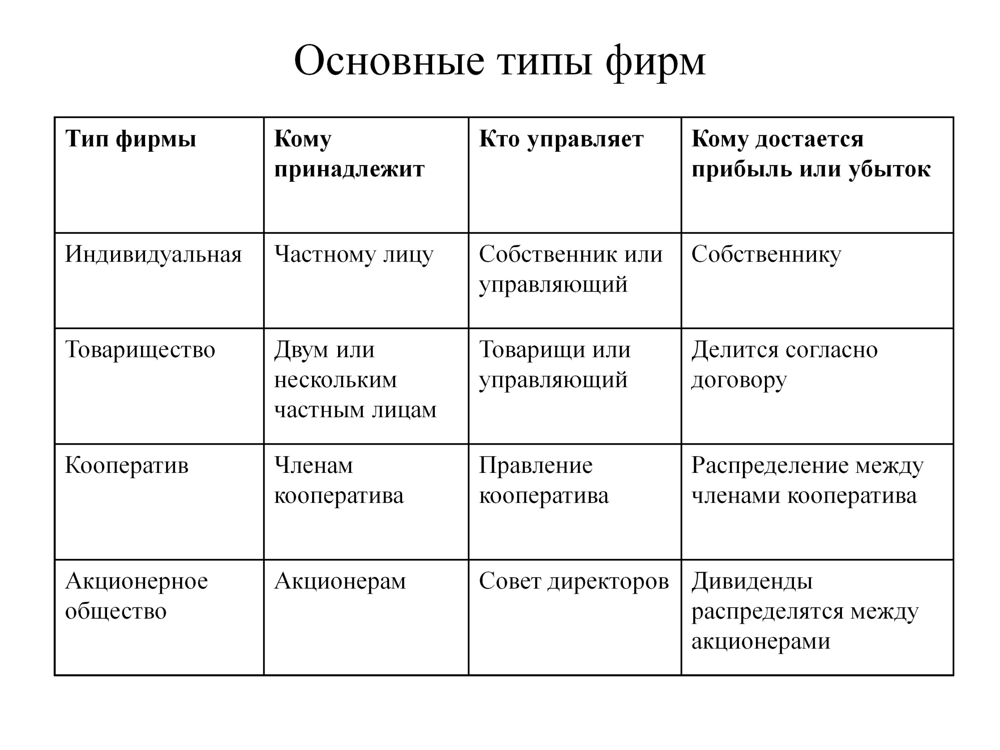 Основные типы фирм
Тип фирмы
Кому
принадлежит
Кто управляет
Кому достается
прибыль или убыток
Индивидуальная
Частному лицу
Собственник или
управляющий
Собственнику
Товарищество
Двум или
нескольким
частным лицам
Товарищи или
управляющий
Делится согласно
договору
Кооператив
Членам
кооператива
Правление
кооператива
Распределение между
членами кооператива
Акционерное
общество
Акционерам
Совет директоров
Дивиденды
распределятся между
акционерами